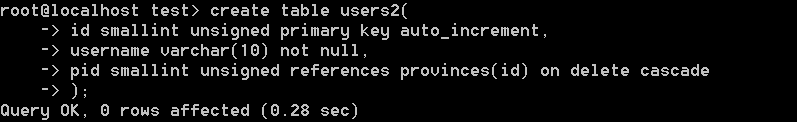 root@localhost test> create table users2(
-> id smallint unsigned primary key auto_increment,
-> username varchar(10) not null,
-> pid smallint unsigned references provinces(id) on delete cascade
-> );
Query OK, 0 rows affected (0.28 sec)